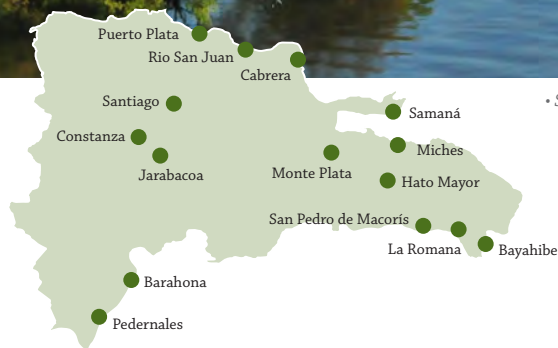 Puerto Plata
Rio San Juan
Cabrera
Santiago
Samaná
Constanza
Miches
Jarabacoa
Monte Plata
Hato Mayor
San Pedro de Macorís
La Romana
Bayahibe
Barahona
Pedernales